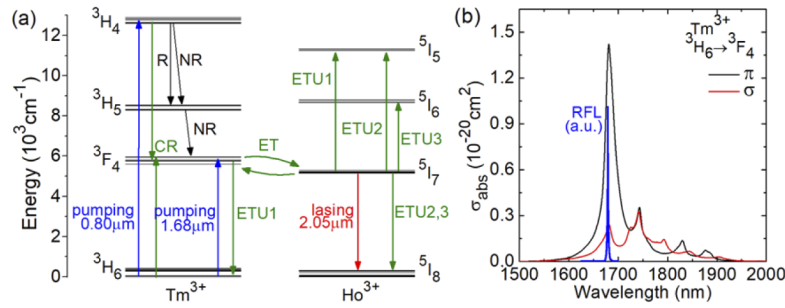 (a)
Energy (10³cm⁻¹)
12
10
8
6
4
2
0
³H₄
³H₅
³F₄
³H₆
R
NR
NR
CR
ET
pumping
0.80μm
pumping
1.68μm
ETU1
Tm³⁺
⁵I₅
⁵I₆
⁵I₇
⁵I₈
ETU1
ETU2
ETU3
lasing
2.05μm
ETU2,3
Ho³⁺
(b)
σabs (10⁻²⁰cm²)
1.5
1.2
0.9
0.6
0.3
0.0
Tm³⁺
³H₆→³F₄
π
σ
RFL
(a.u.)
1500 1600 1700 1800 1900 2000
Wavelength (nm)